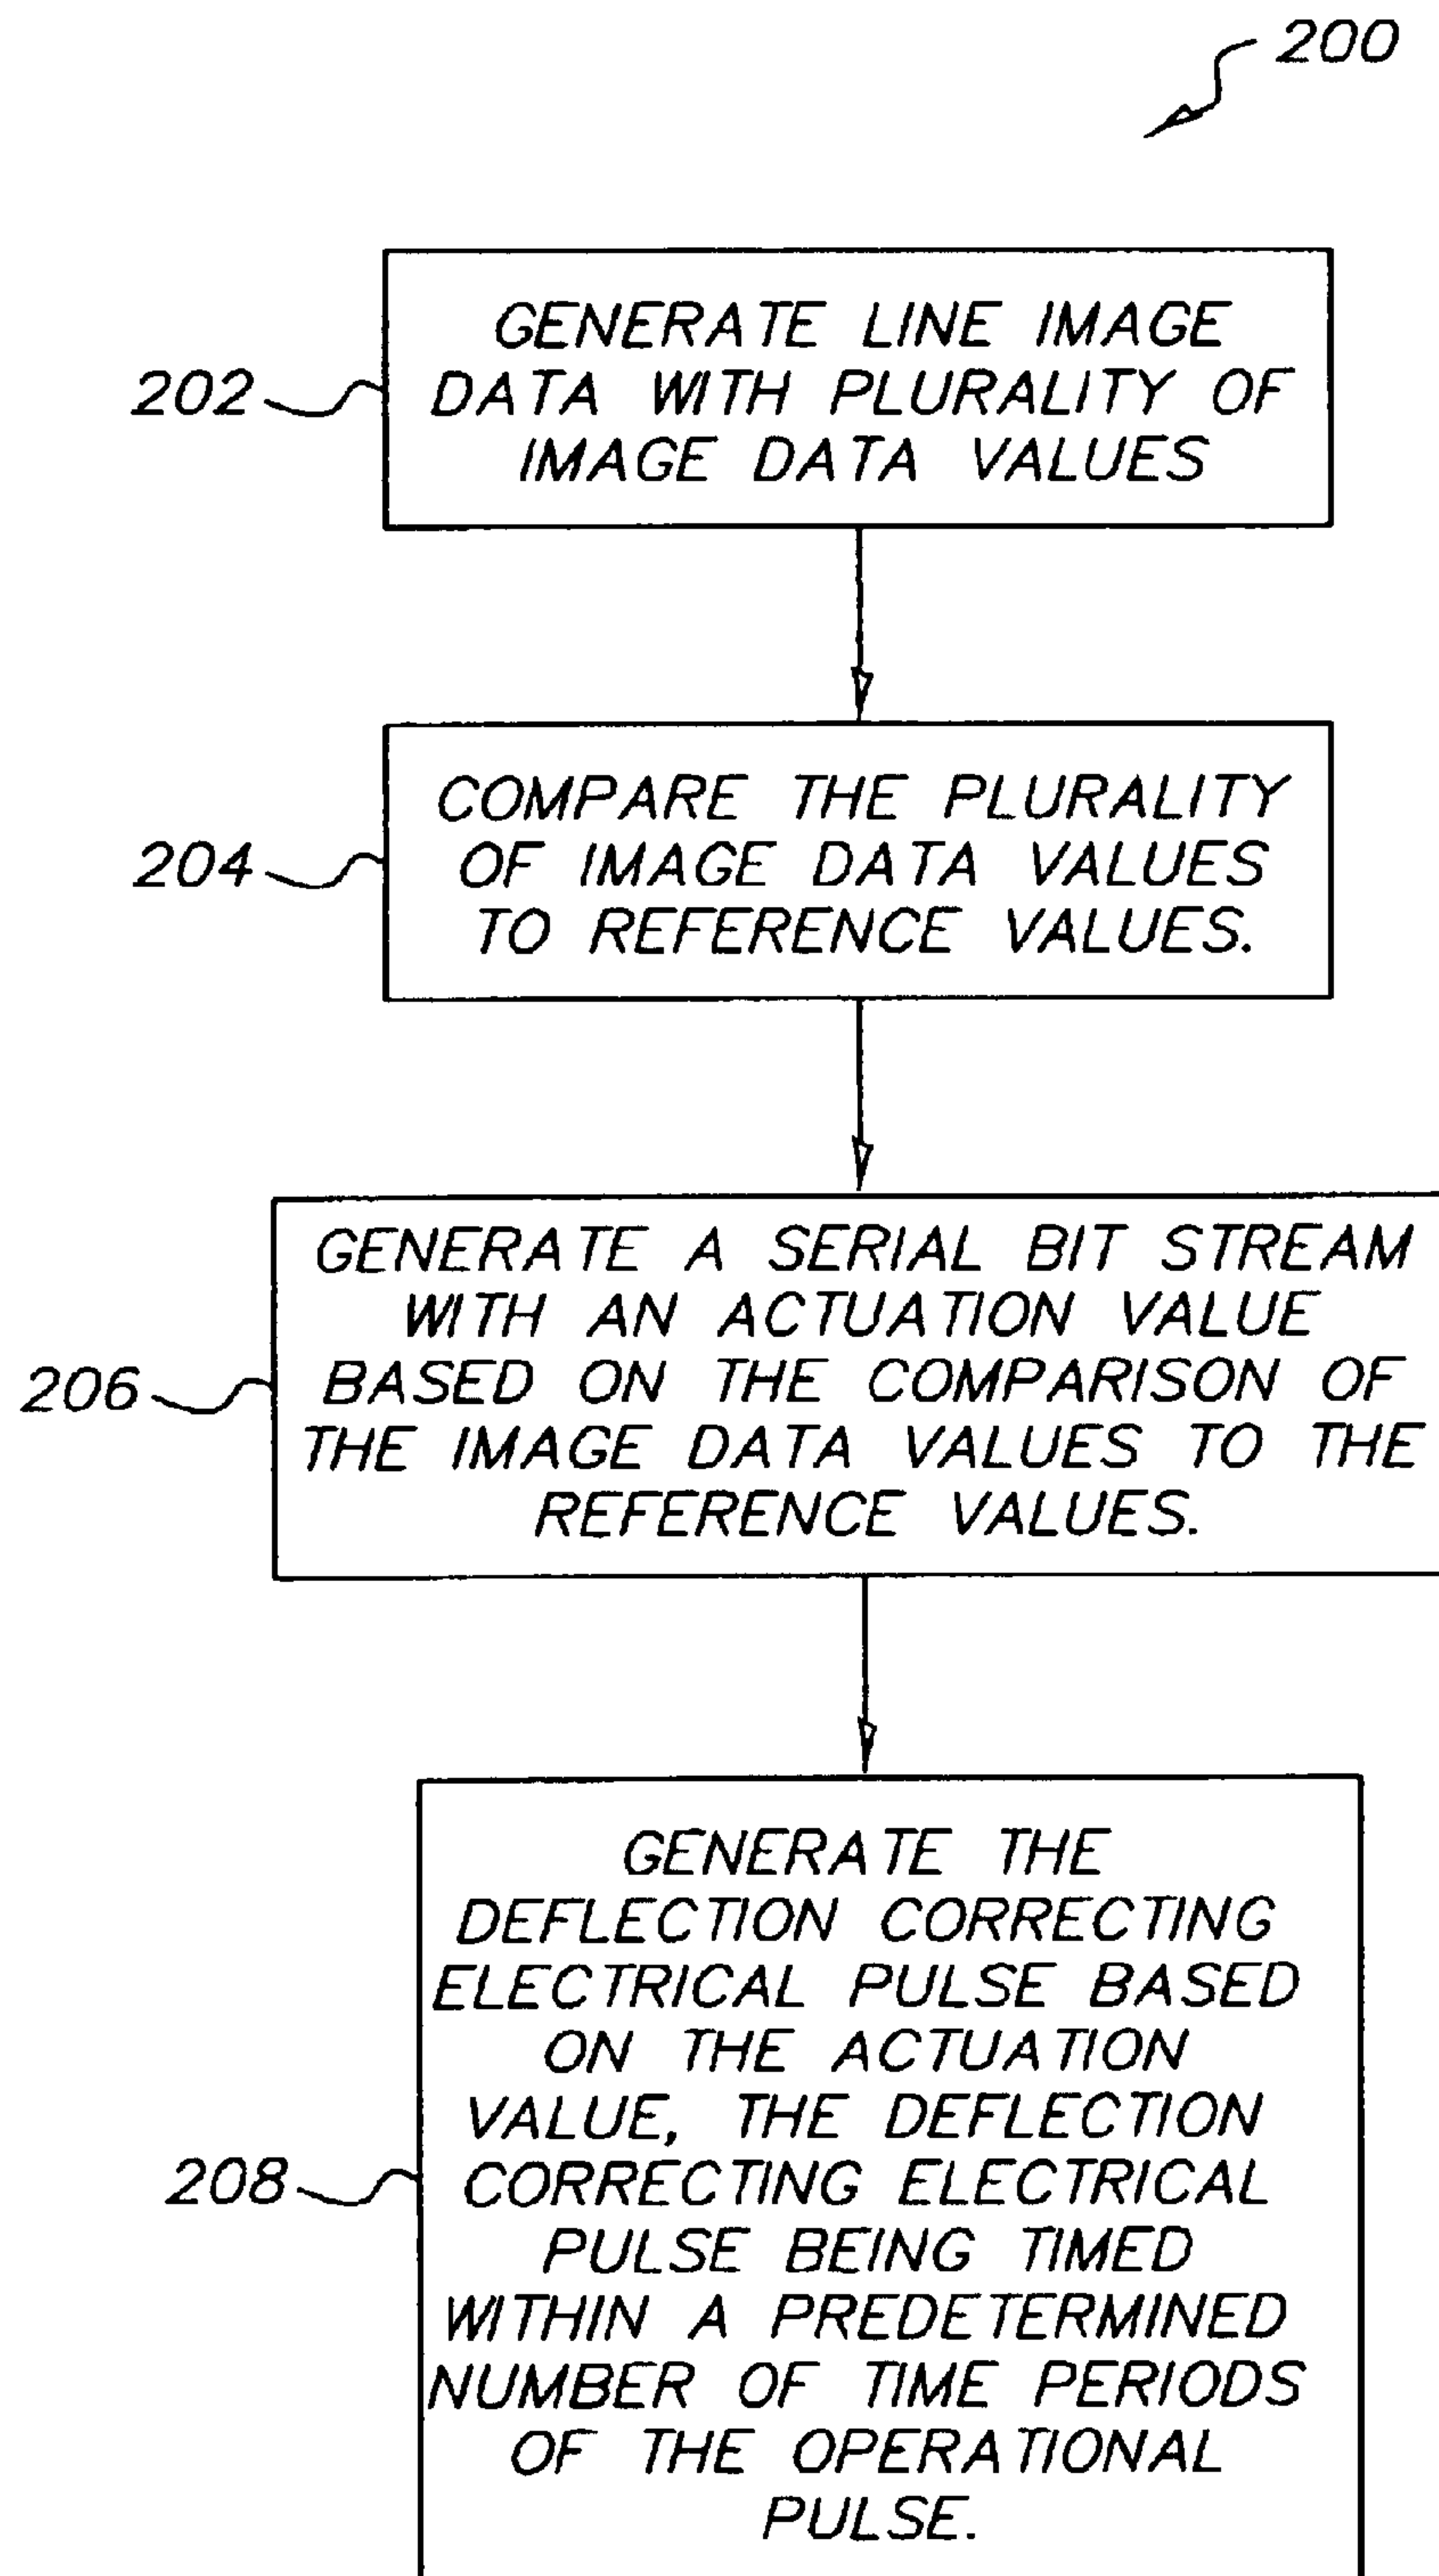 200
202
GENERATE LINE IMAGE
DATA WITH PLURALITY OF
IMAGE DATA VALUES
204
COMPARE THE PLURALITY
OF IMAGE DATA VALUES
TO REFERENCE VALUES.
206
GENERATE A SERIAL BIT STREAM
WITH AN ACTUATION VALUE
BASED ON THE COMPARISON OF
THE IMAGE DATA VALUES TO THE
REFERENCE VALUES.
208
GENERATE THE
DEFLECTION CORRECTING
ELECTRICAL PULSE BASED
ON THE ACTUATION
VALUE, THE DEFLECTION
CORRECTING ELECTRICAL
PULSE BEING TIMED
WITHIN A PREDETERMINED
NUMBER OF TIME PERIODS
OF THE OPERATIONAL
PULSE.